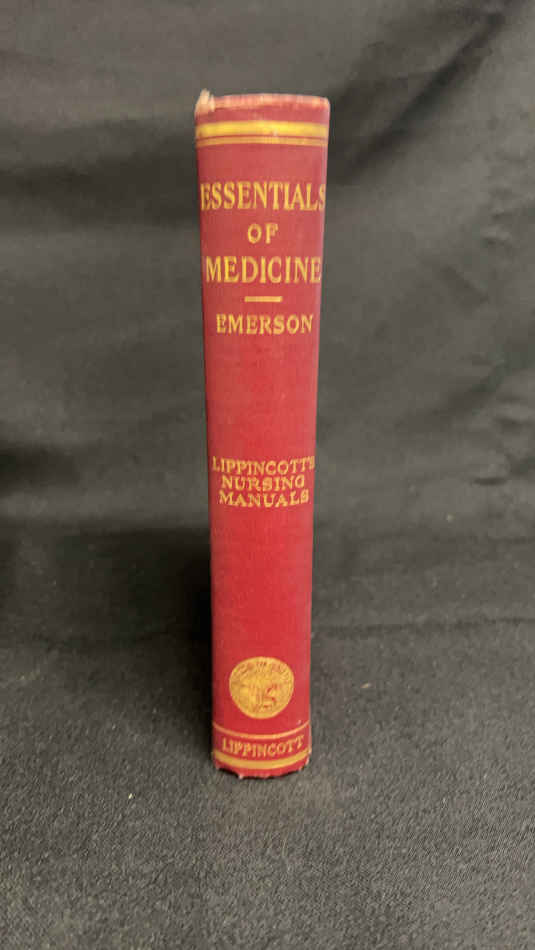 ESSENTIALS
OF
MEDICINE
EMERSON
LIPPINCOTT'S
NURSING
MANUALS
LIPPINCOTT